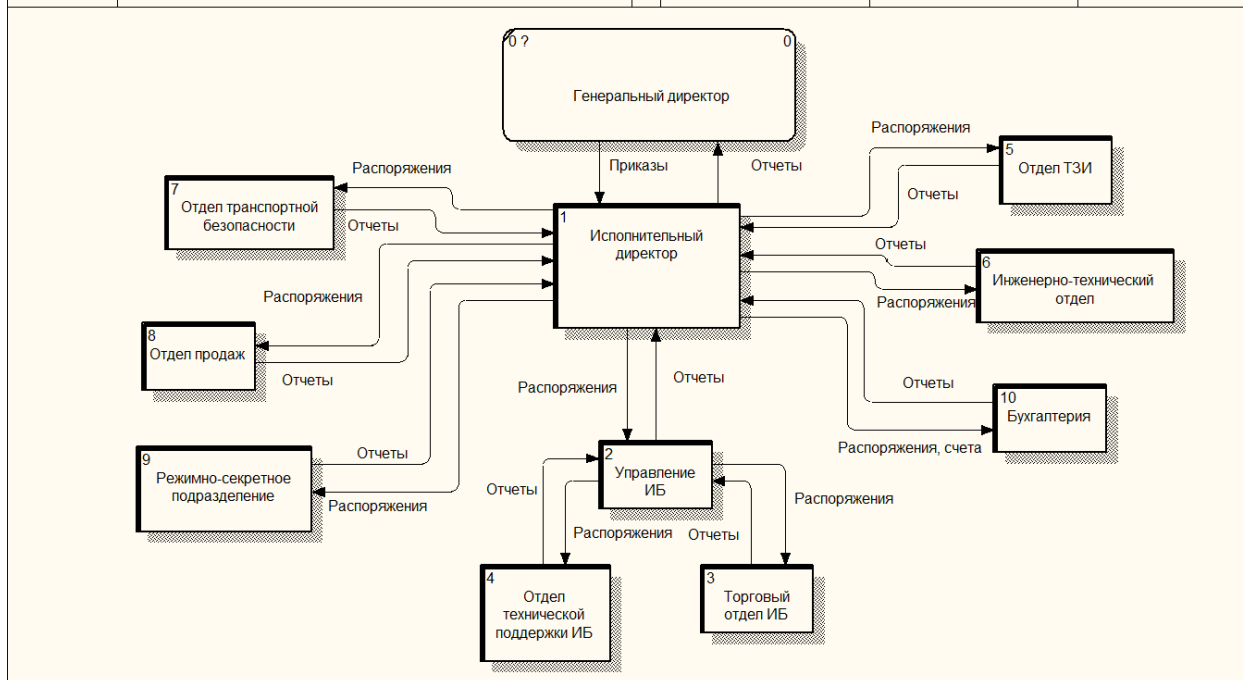 0 ?
0
Генеральный директор
Приказы
Отчеты
Распоряжения
5
Отдел ТЗИ
Отчеты
Распоряжения
7
Отдел транспортной
безопасности
Отчеты
1
Исполнительный
директор
Отчеты
6
Инженерно-технический
отдел
Распоряжения
Распоряжения
8
Отдел продаж
Отчеты
Распоряжения
Отчеты
Отчеты
10
Бухгалтерия
Распоряжения, счета
9
Режимно-секретное
подразделение
Отчеты
Распоряжения
2
Управление
ИБ
Отчеты
Распоряжения
Распоряжения
Отчеты
4
Отдел
технической
поддержки ИБ
3
Торговый
отдел ИБ